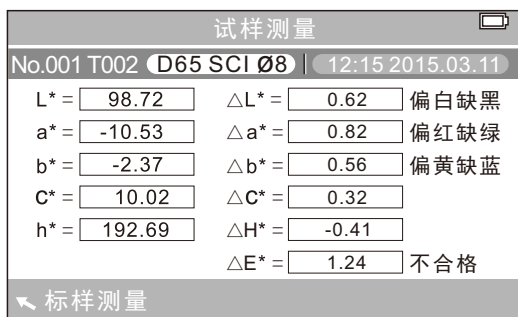 试样测量
No.001 T002 D65 SCI Ø8 12:15 2015.03.11
L* = 98.72 △L* = 0.62 偏白缺黑
a* = -10.53 △a* = 0.82 偏红缺绿
b* = -2.37 △b* = 0.56 偏黄缺蓝
C* = 10.02 △C* = 0.32
h* = 192.69 △H* = -0.41
△E* = 1.24 不合格
标样测量